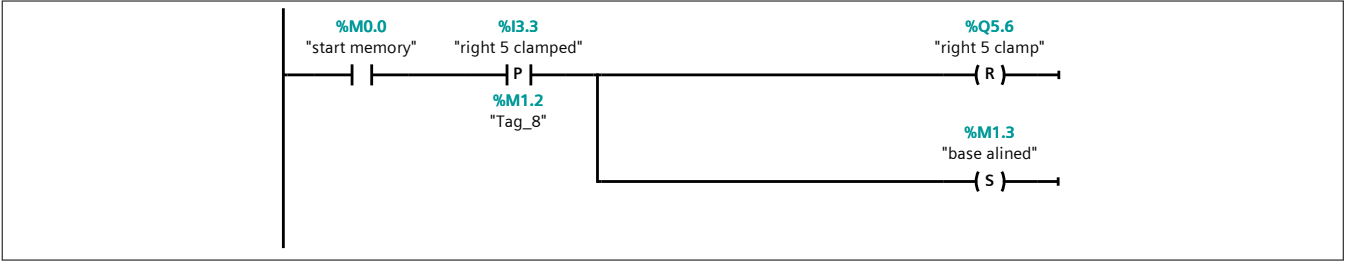 %M0.0
"start memory"
%I3.3
"right 5 clamped"
P
%M1.2
"Tag_8"
%Q5.6
"right 5 clamp"
( R )
%M1.3
"base alined"
( S )